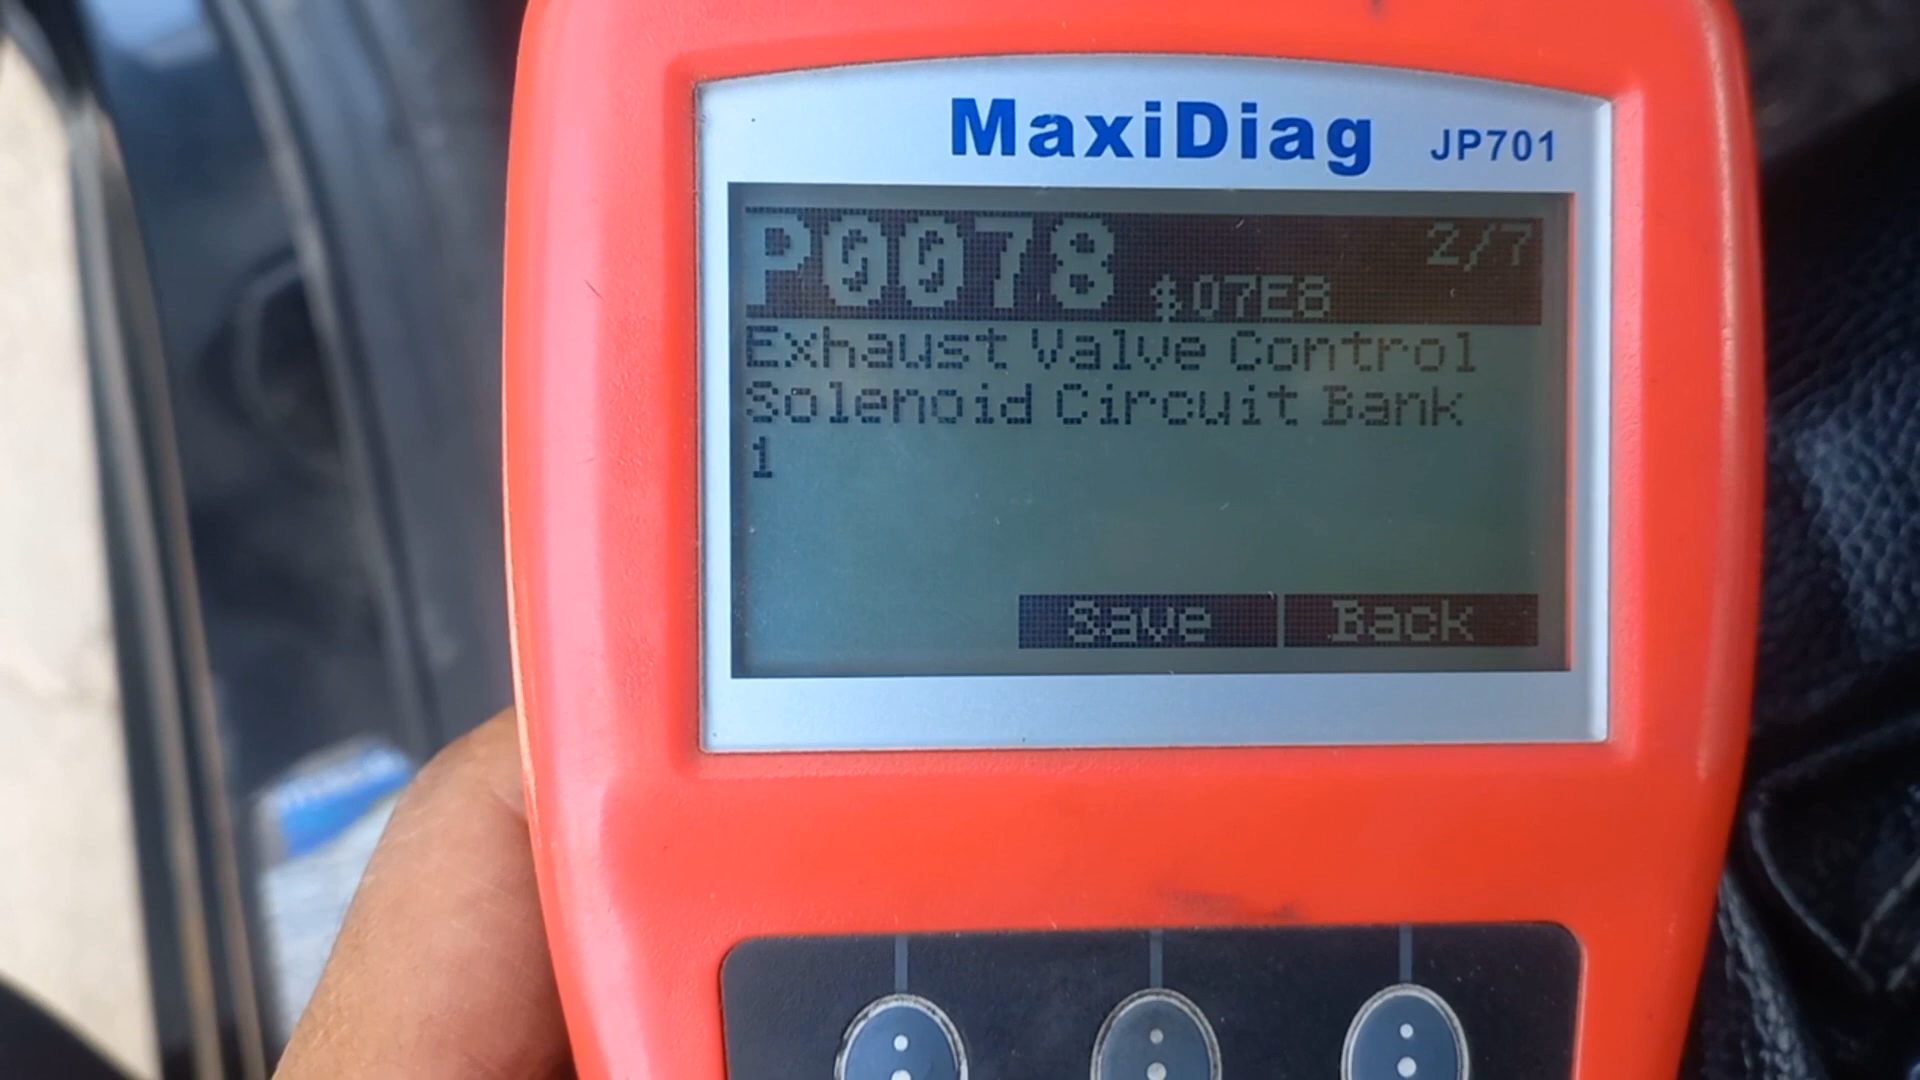 MaxiDiag JP701
P0078 $07E8 2/7
Exhaust Valve Control
Solenoid Circuit Bank
1
Save Back